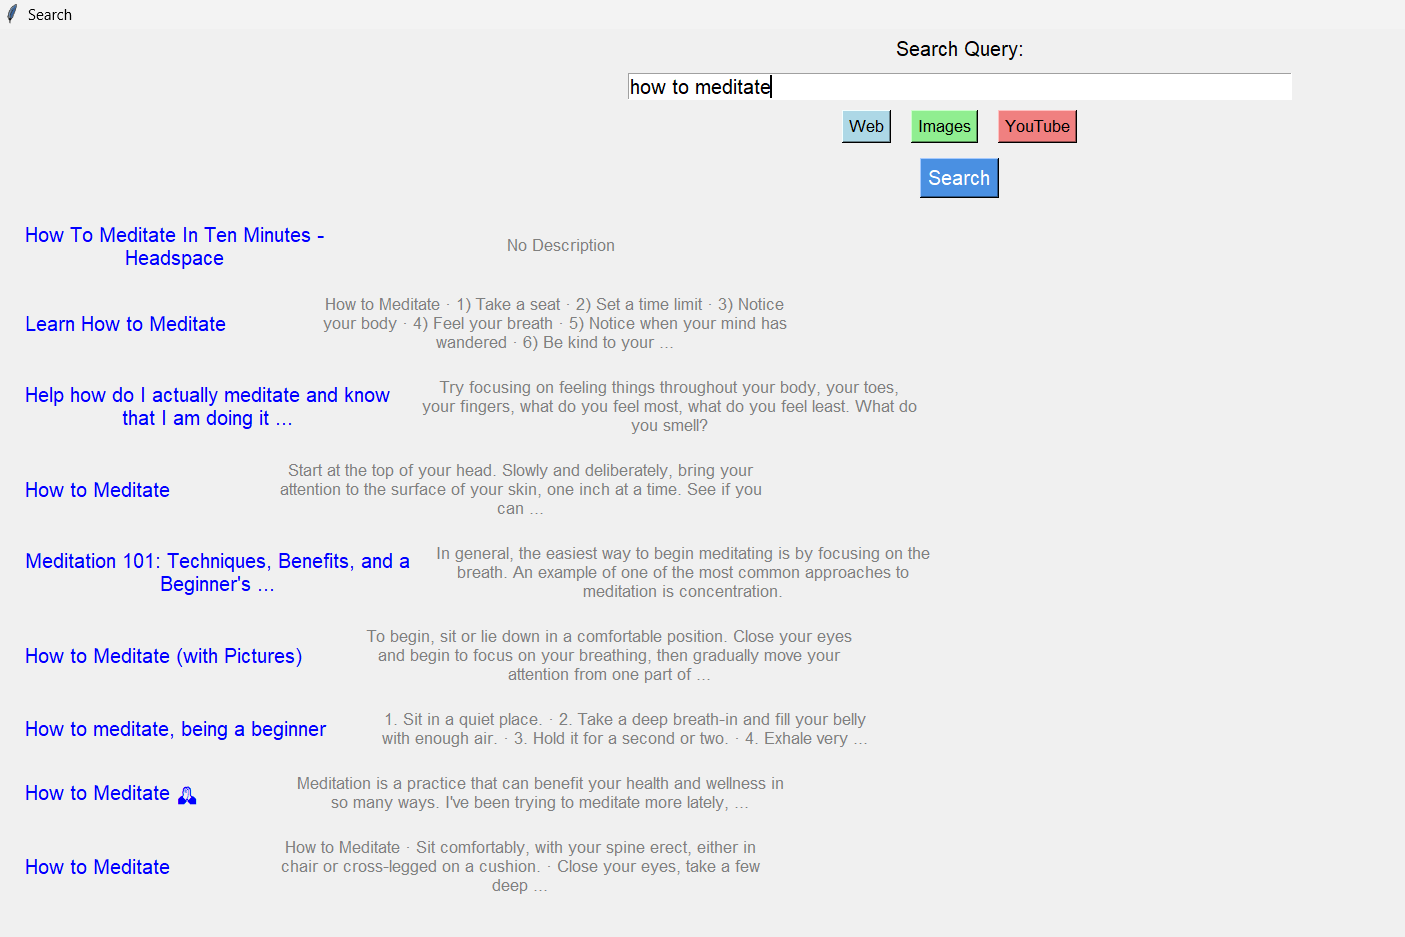 Search
Search Query:
how to meditate
Web Images YouTube
Search
How To Meditate In Ten Minutes -
Headspace
No Description
Learn How to Meditate
How to Meditate · 1) Take a seat · 2) Set a time limit · 3) Notice
your body · 4) Feel your breath · 5) Notice when your mind has
wandered · 6) Be kind to your ...
Help how do I actually meditate and know
that I am doing it ...
Try focusing on feeling things throughout your body, your toes,
your fingers, what do you feel most, what do you feel least. What do
you smell?
How to Meditate
Start at the top of your head. Slowly and deliberately, bring your
attention to the surface of your skin, one inch at a time. See if you
can ...
Meditation 101: Techniques, Benefits, and a
Beginner's ...
In general, the easiest way to begin meditating is by focusing on the
breath. An example of one of the most common approaches to
meditation is concentration.
How to Meditate (with Pictures)
To begin, sit or lie down in a comfortable position. Close your eyes
and begin to focus on your breathing, then gradually move your
attention from one part of ...
How to meditate, being a beginner
1. Sit in a quiet place. · 2. Take a deep breath-in and fill your belly
with enough air. · 3. Hold it for a second or two. · 4. Exhale very ...
How to Meditate 🙏
Meditation is a practice that can benefit your health and wellness in
so many ways. I've been trying to meditate more lately, ...
How to Meditate
How to Meditate · Sit comfortably, with your spine erect, either in
chair or cross-legged on a cushion. · Close your eyes, take a few
deep ...